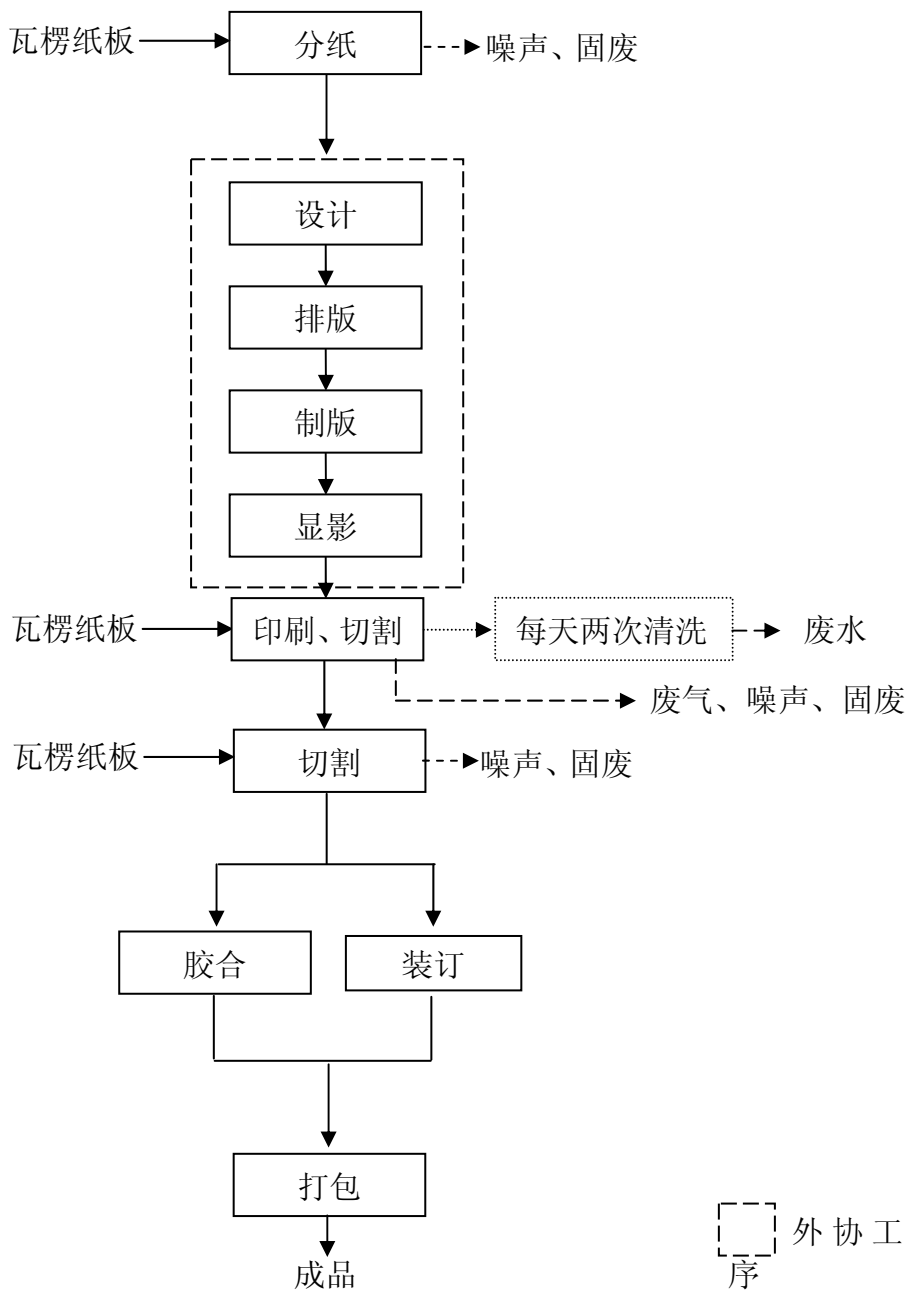 瓦楞纸板
分纸
噪声、固废
设计
排版
制版
显影
瓦楞纸板
印刷、切割
每天两次清洗
废水
废气、噪声、固废
瓦楞纸板
切割
噪声、固废
胶合
装订
打包
外协工
序
成品